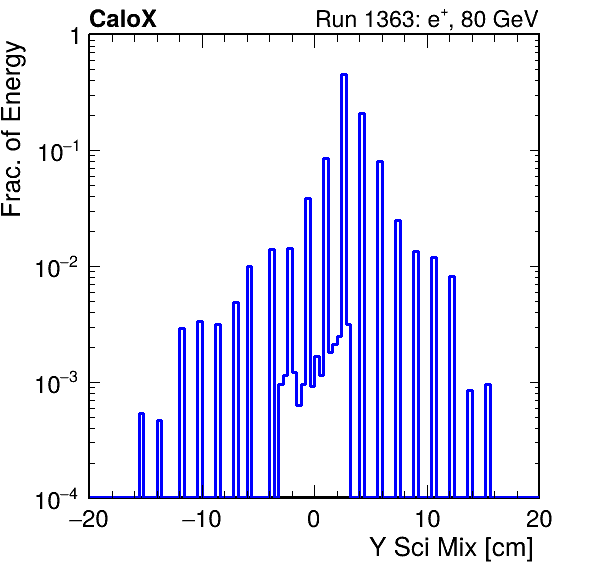 CaloX Run 1363: e⁺, 80 GeV
Frac. of Energy
1
10⁻¹
10⁻²
10⁻³
10⁻⁴
−20 −10 0 10 20
Y Sci Mix [cm]